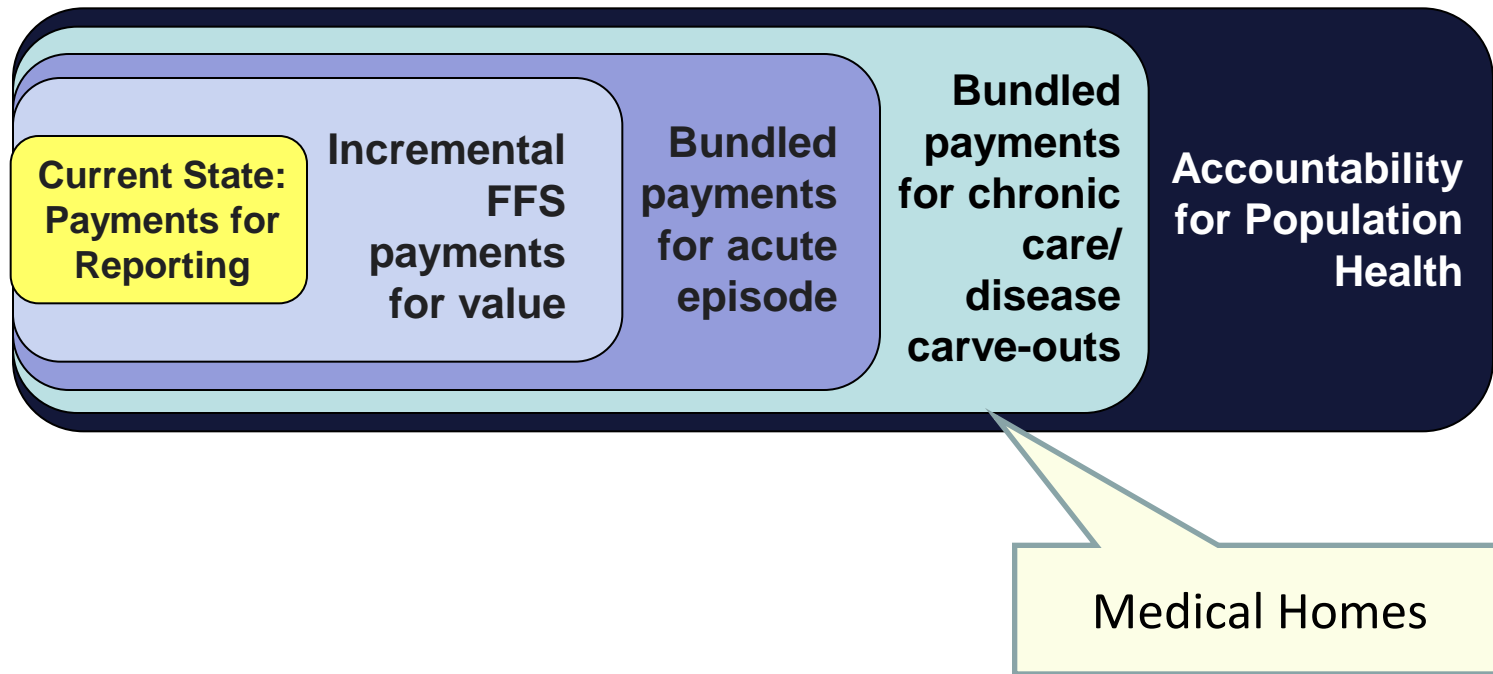 Current State:
Payments for
Reporting
Incremental
FFS
payments
for value
Bundled
payments
for acute
episode
Bundled
payments
for chronic
care/
disease
carve-outs
Accountability
for Population
Health
Medical Homes